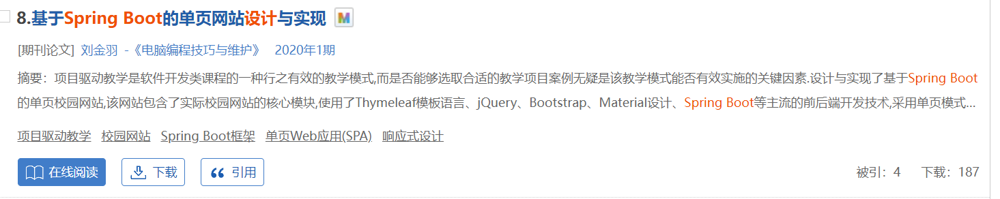 8.基于Spring Boot的单页网站设计与实现 M
[期刊论文] 刘金羽 -《电脑编程技巧与维护》 2020年1期
摘要：项目驱动教学是软件开发类课程的一种行之有效的教学模式,而是否能够选取合适的教学项目案例无疑是该教学模式能否有效实施的关键因素.设计与实现了基于Spring Boot
的单页校园网站,该网站包含了实际校园网站的核心模块,使用了Thymeleaf模板语言、jQuery、Bootstrap、Material设计、Spring Boot等主流的前后端开发技术,采用单页模式...
项目驱动教学 校园网站 Spring Boot框架 单页Web应用(SPA) 响应式设计
在线阅读 下载 引用 被引：4 下载：187